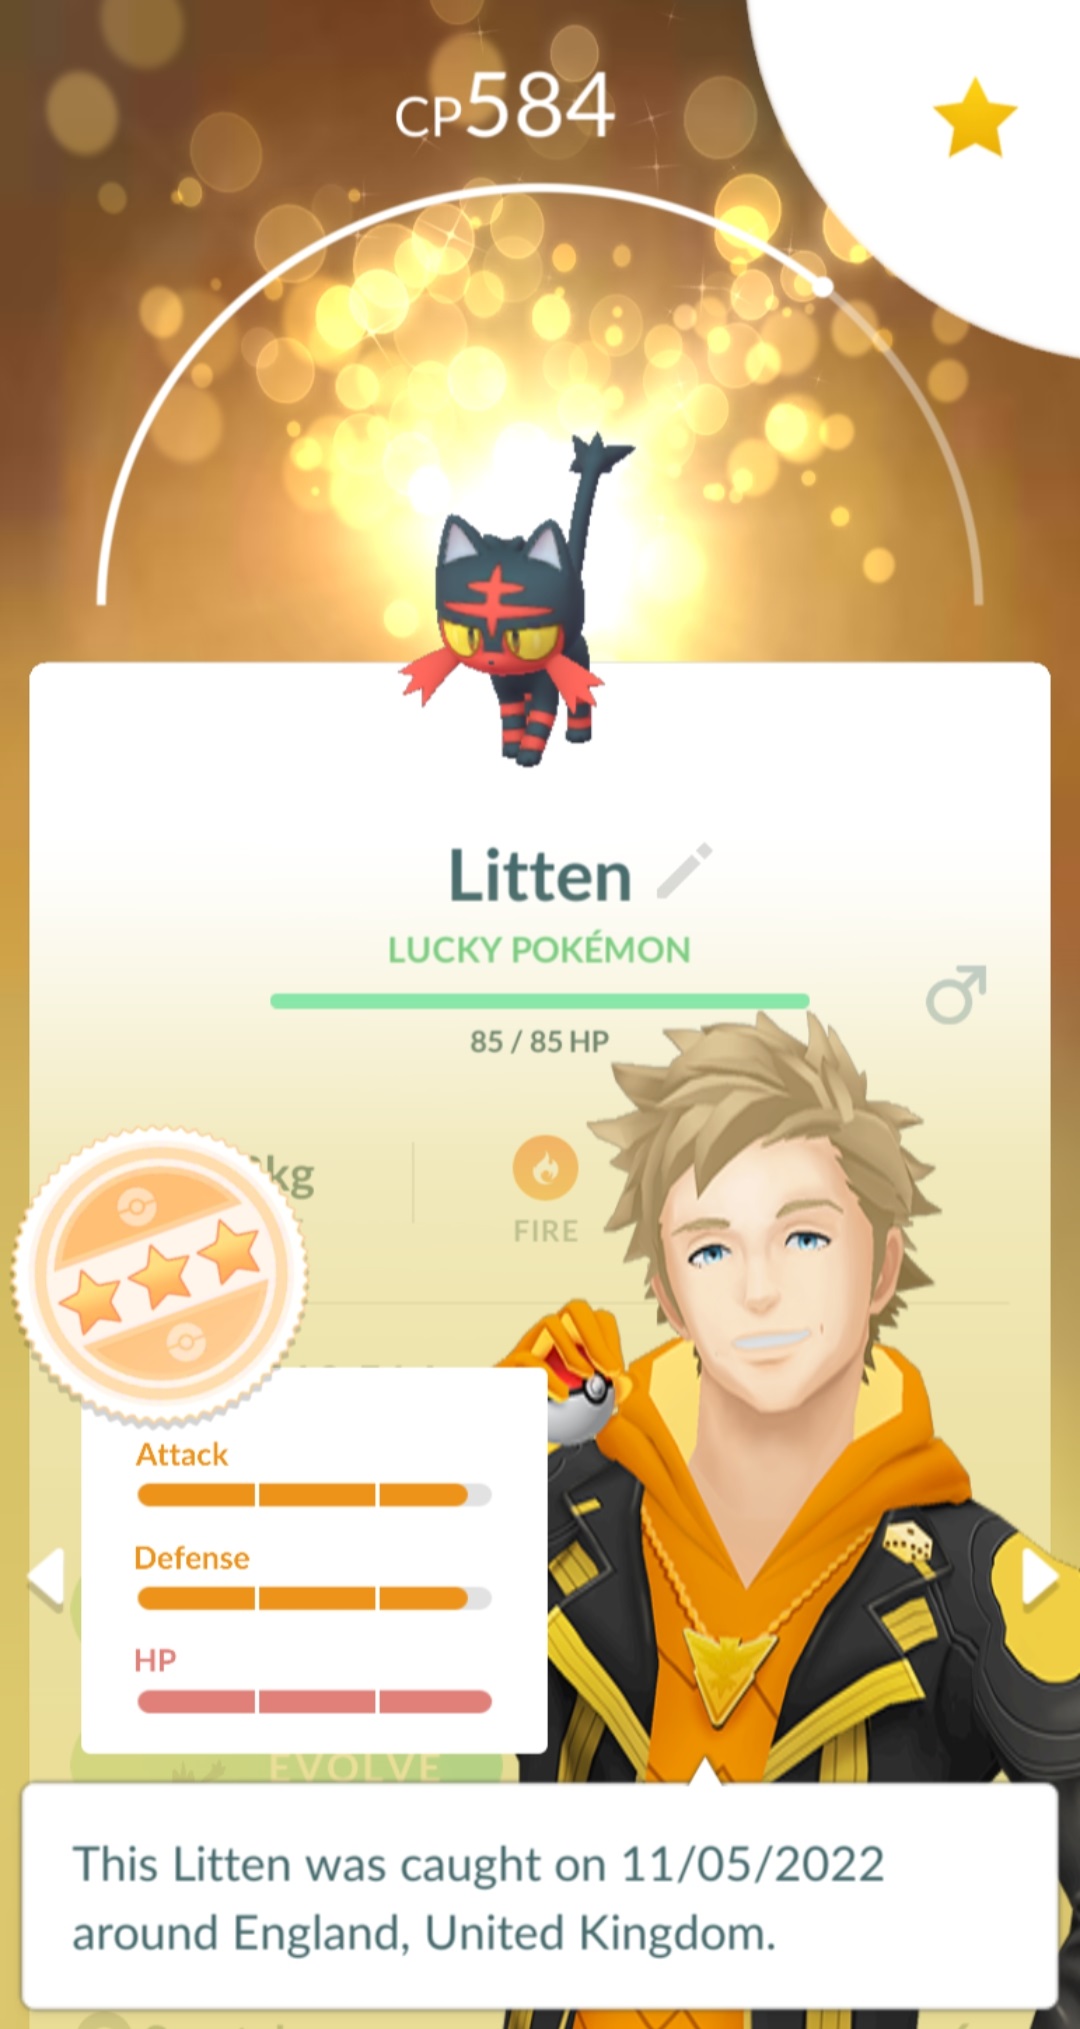 CP584
Litten
LUCKY POKÉMON
85 / 85 HP
kg
FIRE
Attack
Defense
HP
EVOLVE
This Litten was caught on 11/05/2022
around England, United Kingdom.